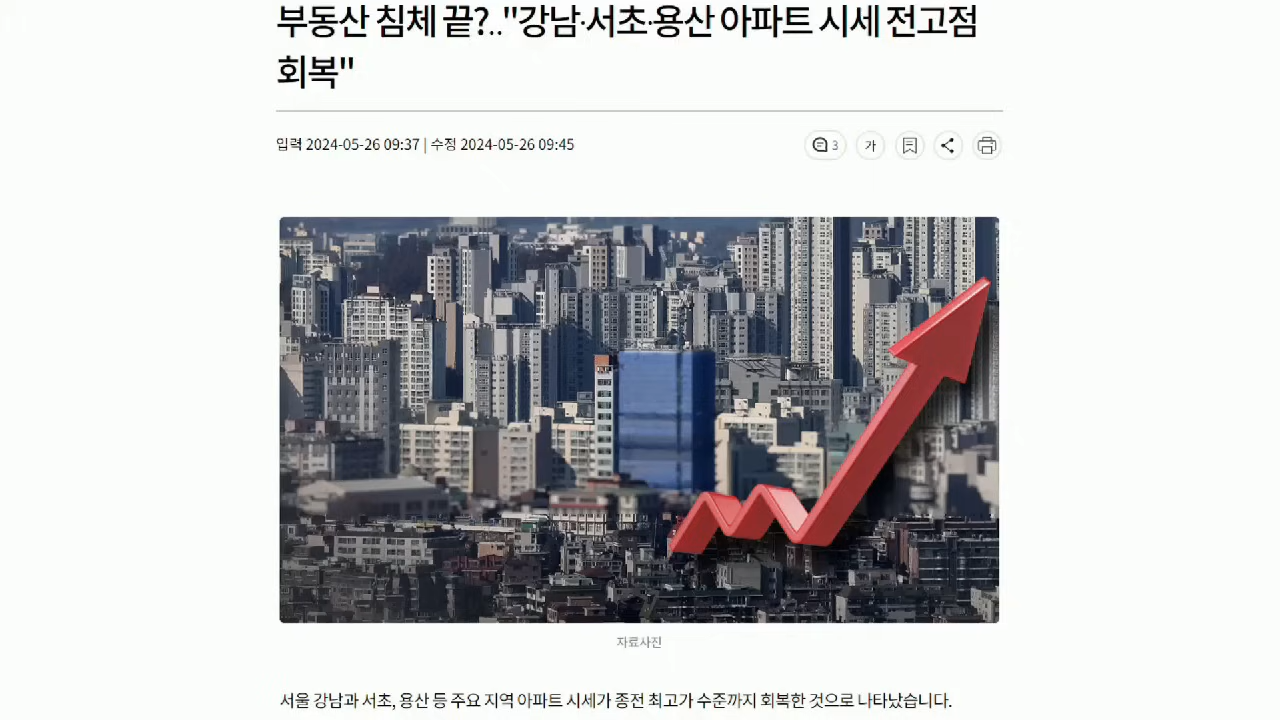 부동산 침체 끝?.."강남·서초·용산 아파트 시세 전고점
회복"
입력 2024-05-26 09:37 | 수정 2024-05-26 09:45
3
가
자료사진
서울 강남과 서초, 용산 등 주요 지역 아파트 시세가 종전 최고가 수준까지 회복한 것으로 나타났습니다.